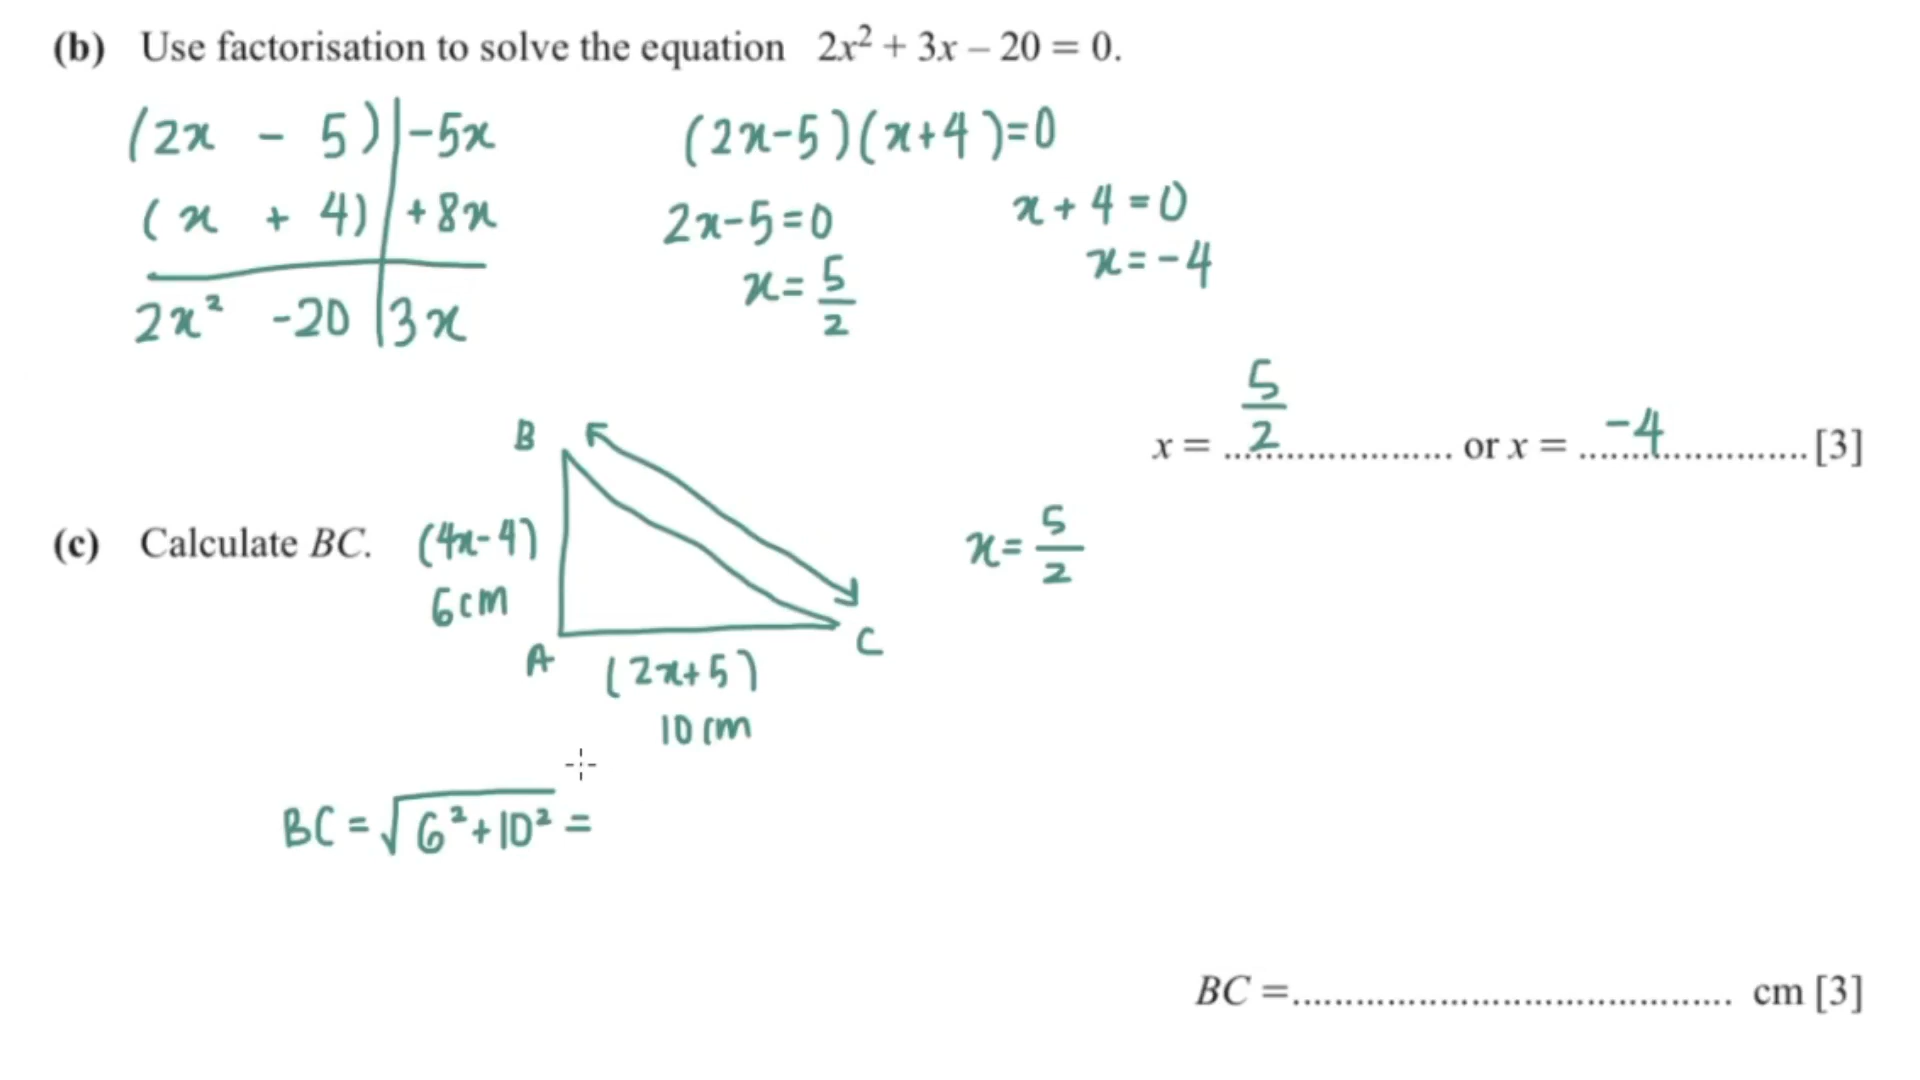 (b) Use factorisation to solve the equation 2x² + 3x – 20 = 0.
(2x - 5) | -5x
(x + 4) | +8x
2x² -20 | 3x
(2x-5)(x+4)=0
2x-5=0
x= 5/2
x+4=0
x=-4
x = 5/2 ...................... or x = -4 ...................... [3]
(c) Calculate BC.
B
(4x-4)
6cm
A
C
(2x+5)
10cm
x= 5/2
BC = √6²+10² =
BC = .......................................... cm [3]